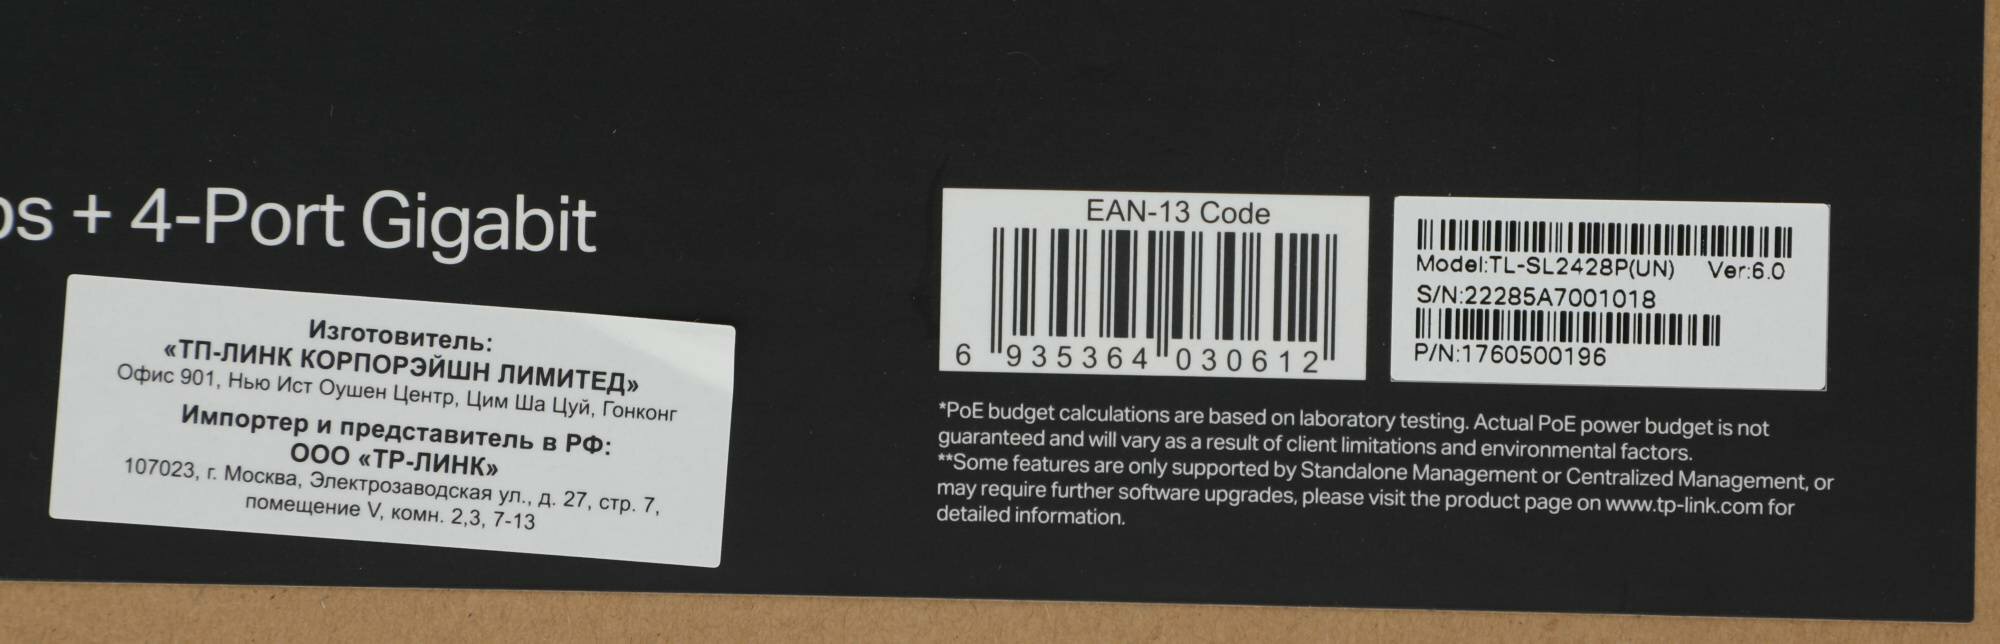 + 4-Port Gigabit
Изготовитель:
«ТП-ЛИНК КОРПОРЭЙШН ЛИМИТЕД»
Офис 901, Нью Ист Оушен Центр, Цим Ша Цуй, Гонконг
Импортер и представитель в РФ:
ООО «ТР-ЛИНК»
107023, г. Москва, Электрозаводская ул., д. 27, стр. 7,
помещение V, комн. 2,3, 7-13
EAN-13 Code
6 935364 030612
Model:TL-SL2428P(UN) Ver:6.0
S/N:22285A7001018
P/N:1760500196
*PoE budget calculations are based on laboratory testing. Actual PoE power budget is not
guaranteed and will vary as a result of client limitations and environmental factors.
**Some features are only supported by Standalone Management or Centralized Management, or
may require further software upgrades, please visit the product page on www.tp-link.com for
detailed information.